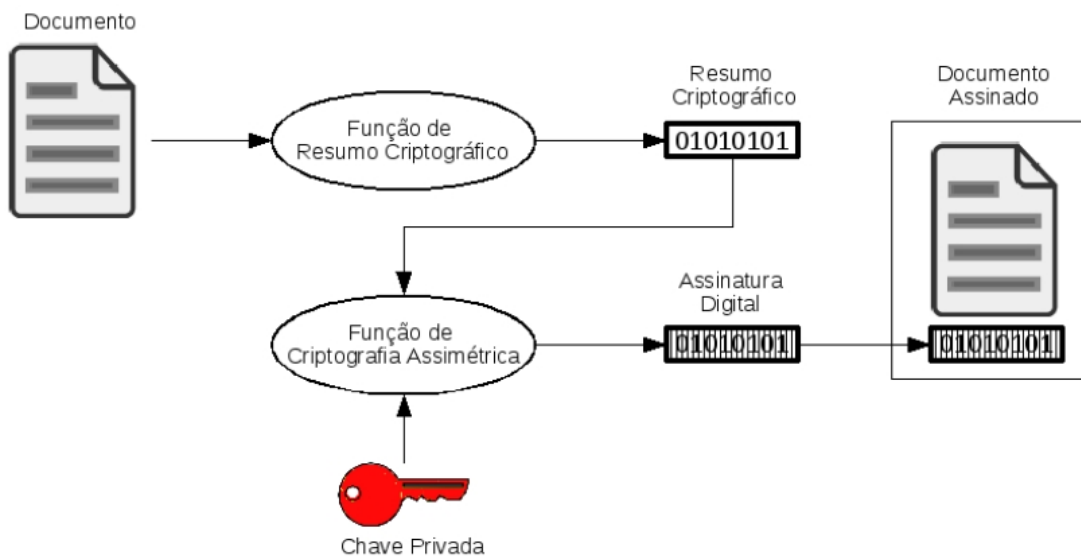 Documento
Função de
Resumo Criptográfico
Resumo
Criptográfico
01010101
Documento
Assinado
Função de
Criptografia Assimétrica
Assinatura
Digital
01010101
01010101
Chave Privada